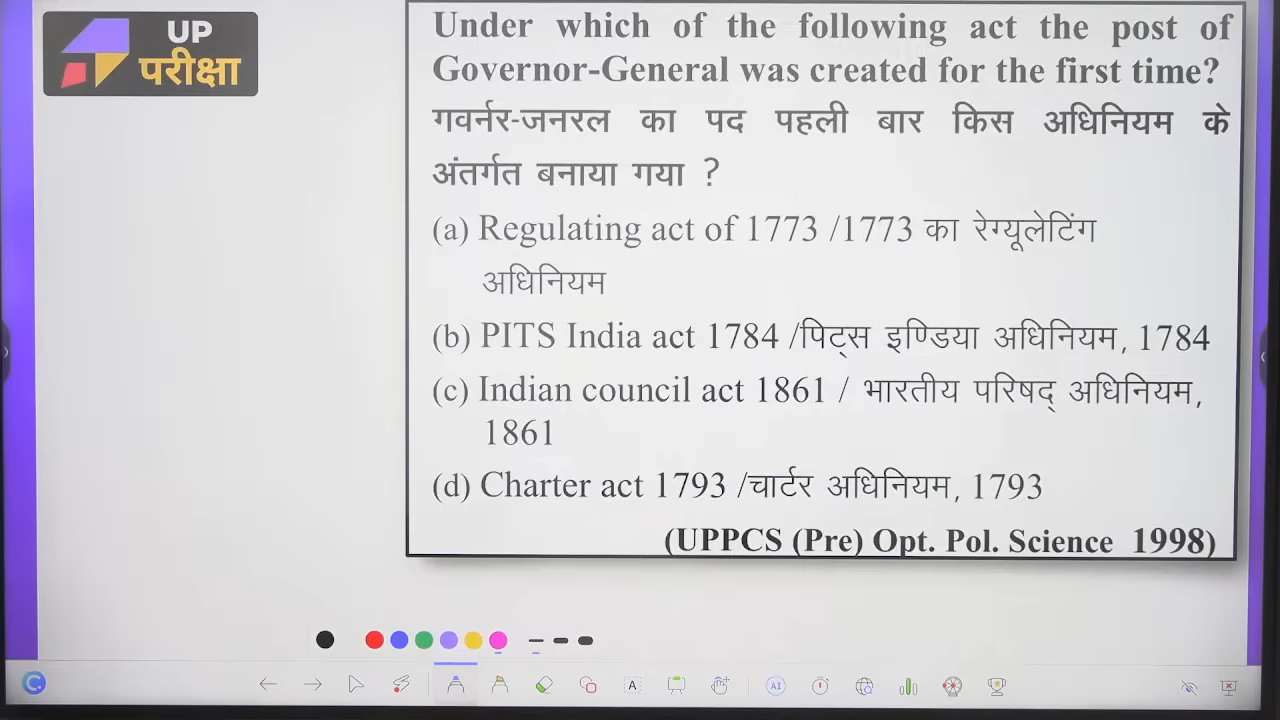 UP
परीक्षा
Under which of the following act the post of
Governor-General was created for the first time?
गवर्नर-जनरल का पद पहली बार किस अधिनियम के
अंतर्गत बनाया गया ?
(a) Regulating act of 1773 /1773 का रेग्यूलेटिंग
अधिनियम
(b) PITS India act 1784 /पिट्स इण्डिया अधिनियम, 1784
(c) Indian council act 1861 / भारतीय परिषद् अधिनियम,
1861
(d) Charter act 1793 /चार्टर अधिनियम, 1793
(UPPCS (Pre) Opt. Pol. Science 1998)
A
AI